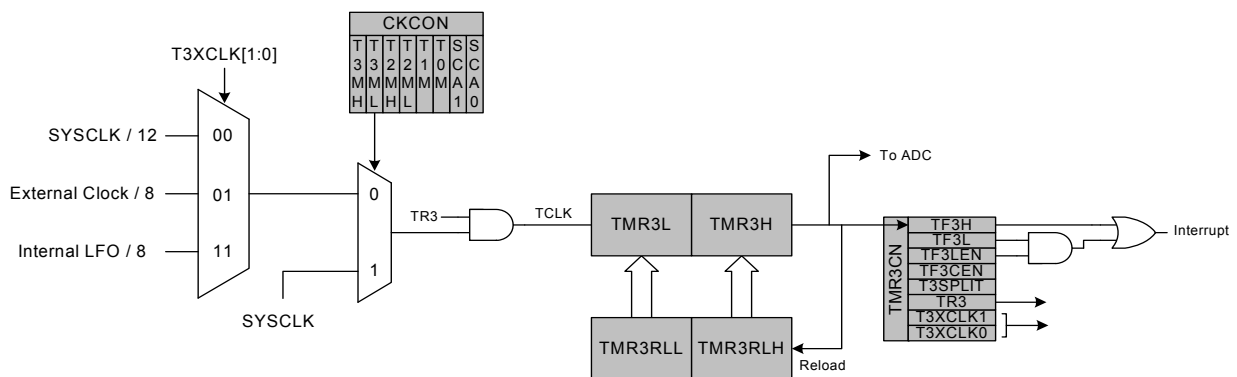 CKCON
T3MH T3ML T2MH T2ML T1M T0M SCA1 SCA0
T3XCLK[1:0]
SYSCLK / 12
00
External Clock / 8
01
Internal LFO / 8
11
0
1
SYSCLK
TR3
TCLK
TMR3L
TMR3H
To ADC
TMR3RLL
TMR3RLH
Reload
TMR3CN
TF3H
TF3L
TF3LEN
TF3CEN
T3SPLIT
TR3
T3XCLK1
T3XCLK0
Interrupt